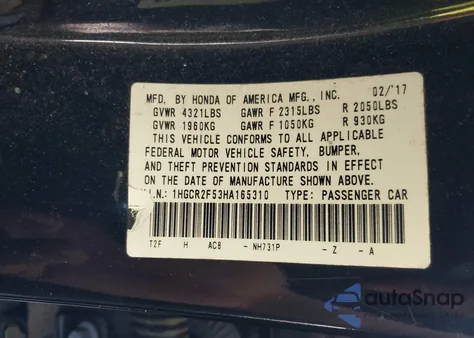 MFD. BY HONDA OF AMERICA MFG., INC. 02/'17
GVWR 4321LBS GAWR F 2315LBS R 2050LBS
GVWR 1960KG GAWR F 1050KG R 930KG
THIS VEHICLE CONFORMS TO ALL APPLICABLE
FEDERAL MOTOR VEHICLE SAFETY, BUMPER,
AND THEFT PREVENTION STANDARDS IN EFFECT
ON THE DATE OF MANUFACTURE SHOWN ABOVE.
V.I.N.: 1HGCR2F53HA165310 TYPE: PASSENGER CAR
T2F H AC8 - NH731P - Z - A
autoSnap